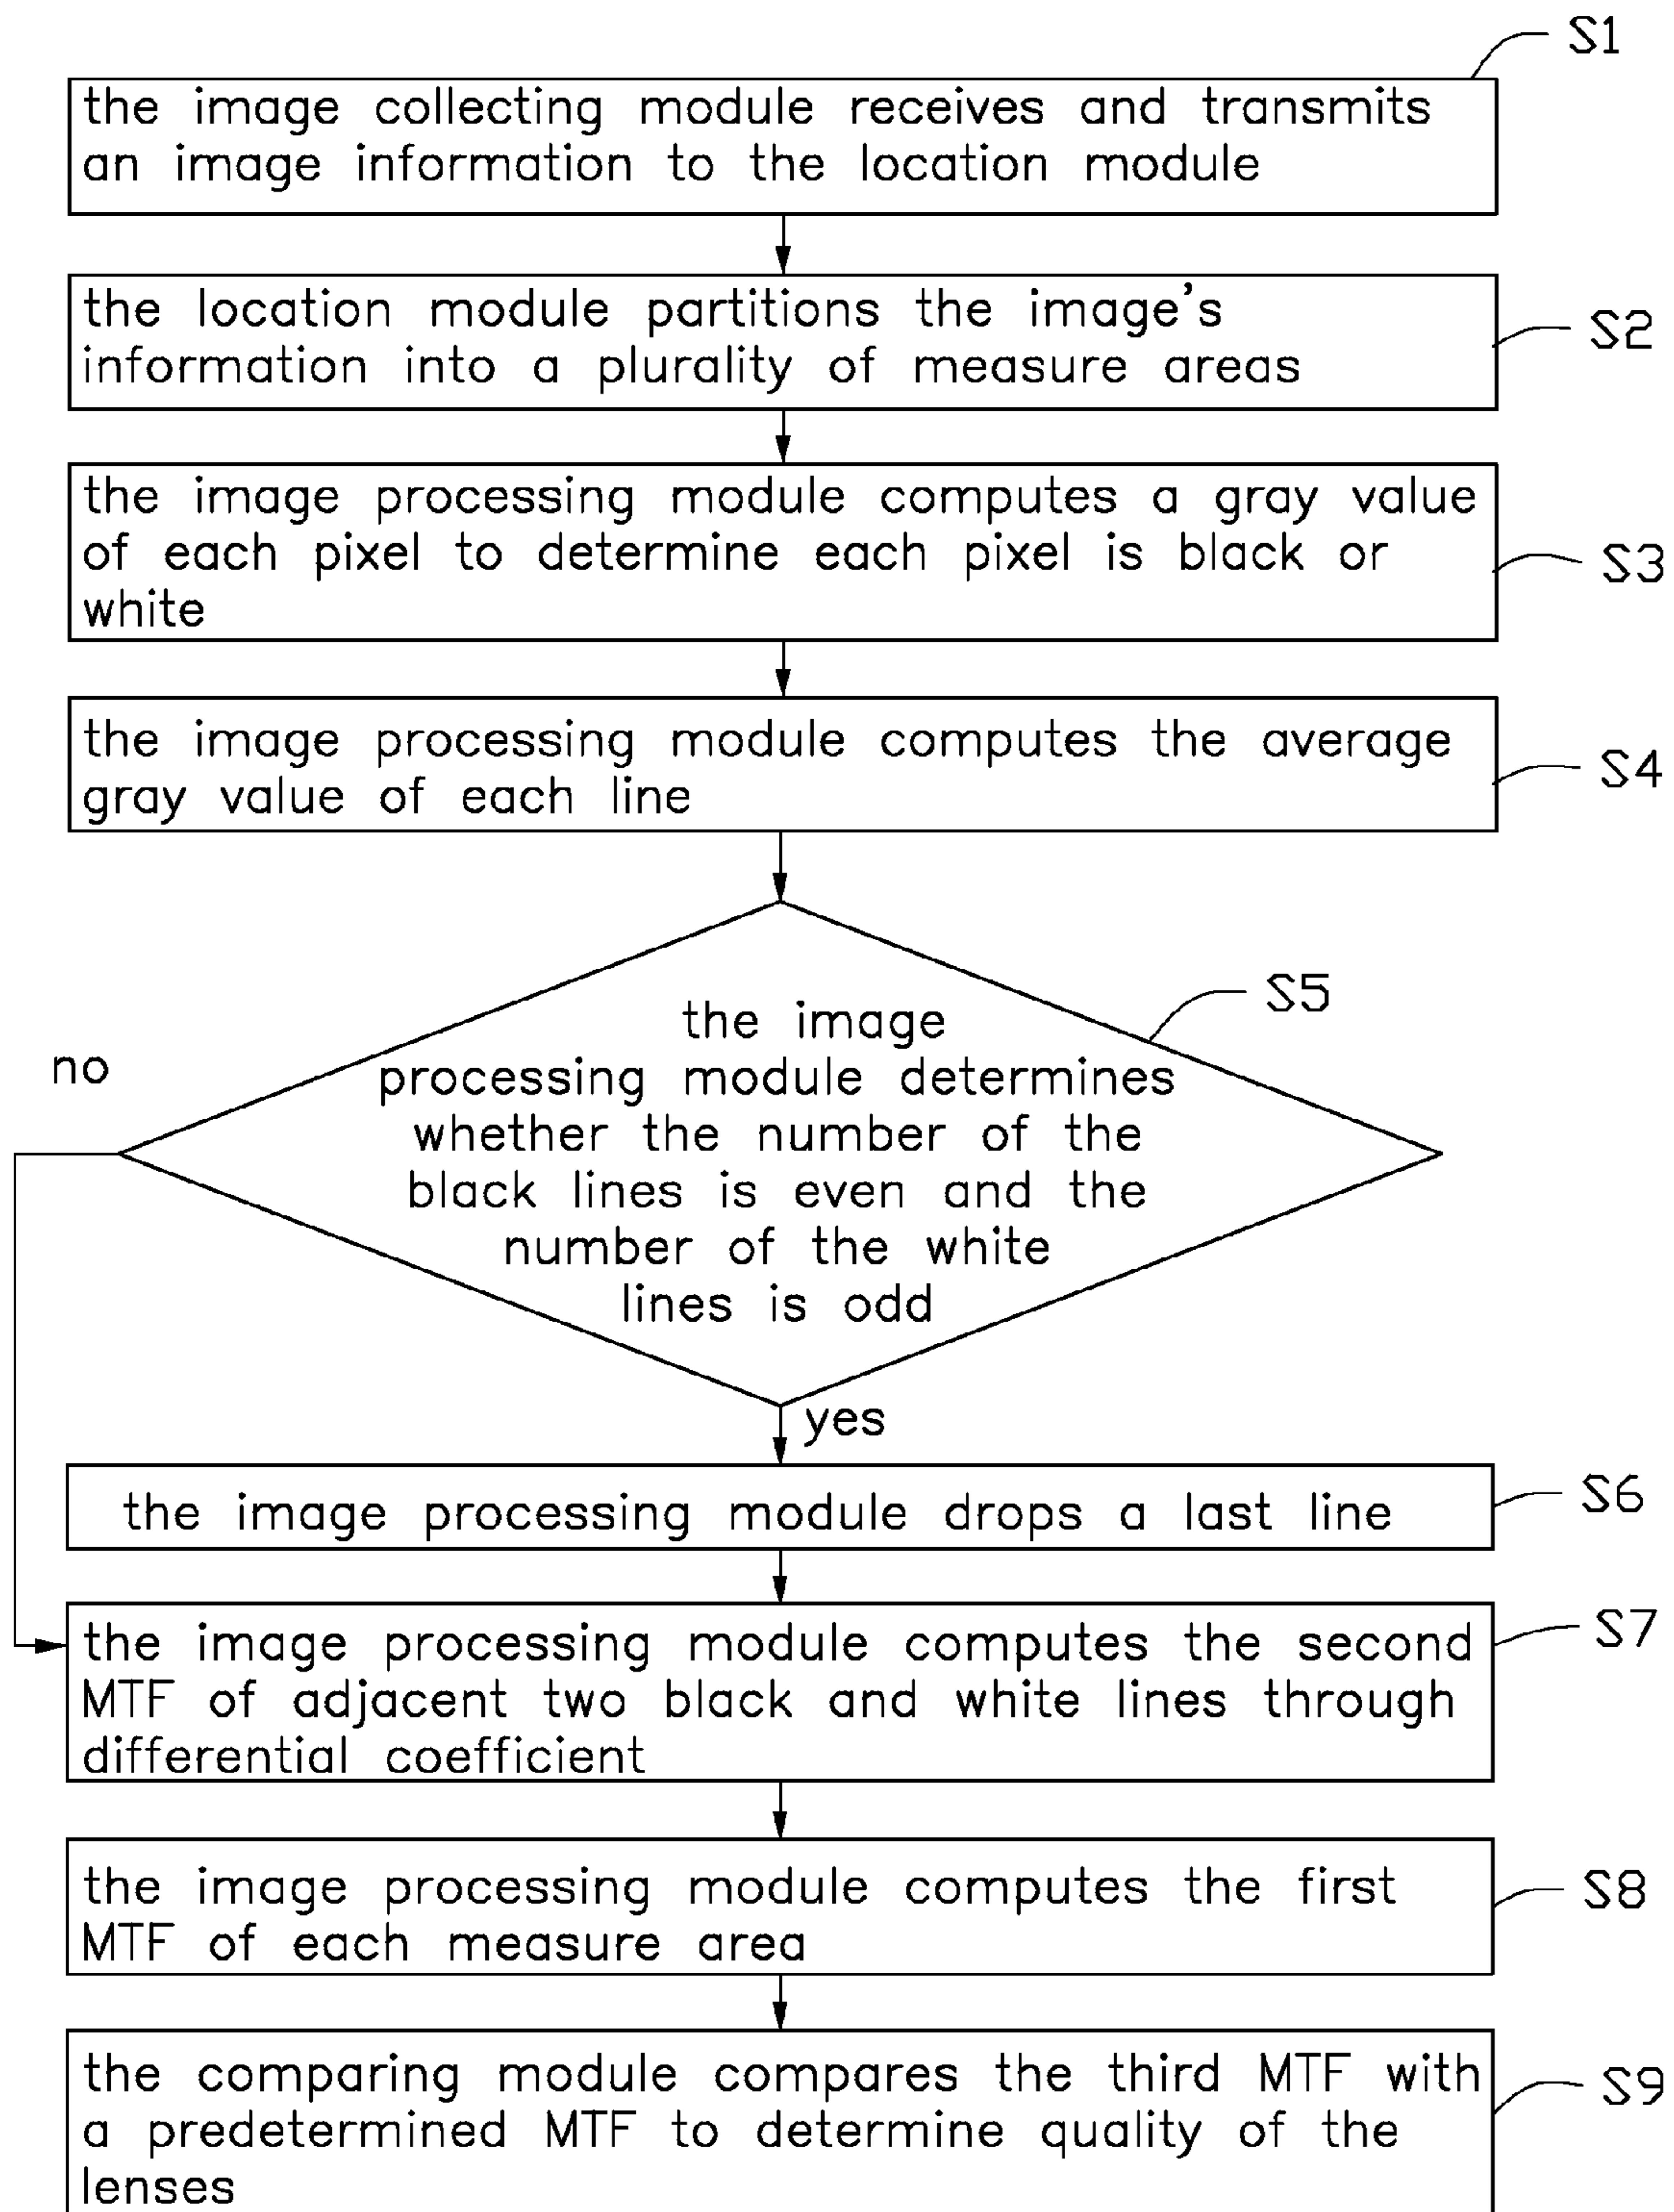 S1
the image collecting module receives and transmits
an image information to the location module
the location module partitions the image's
information into a plurality of measure areas
S2
the image processing module computes a gray value
of each pixel to determine each pixel is black or
white
S3
the image processing module computes the average
gray value of each line
S4
S5
the image
processing module determines
whether the number of the
black lines is even and the
number of the white
lines is odd
no
yes
the image processing module drops a last line
S6
the image processing module computes the second
MTF of adjacent two black and white lines through
differential coefficient
S7
the image processing module computes the first
MTF of each measure area
S8
the comparing module compares the third MTF with
a predetermined MTF to determine quality of the
lenses
S9